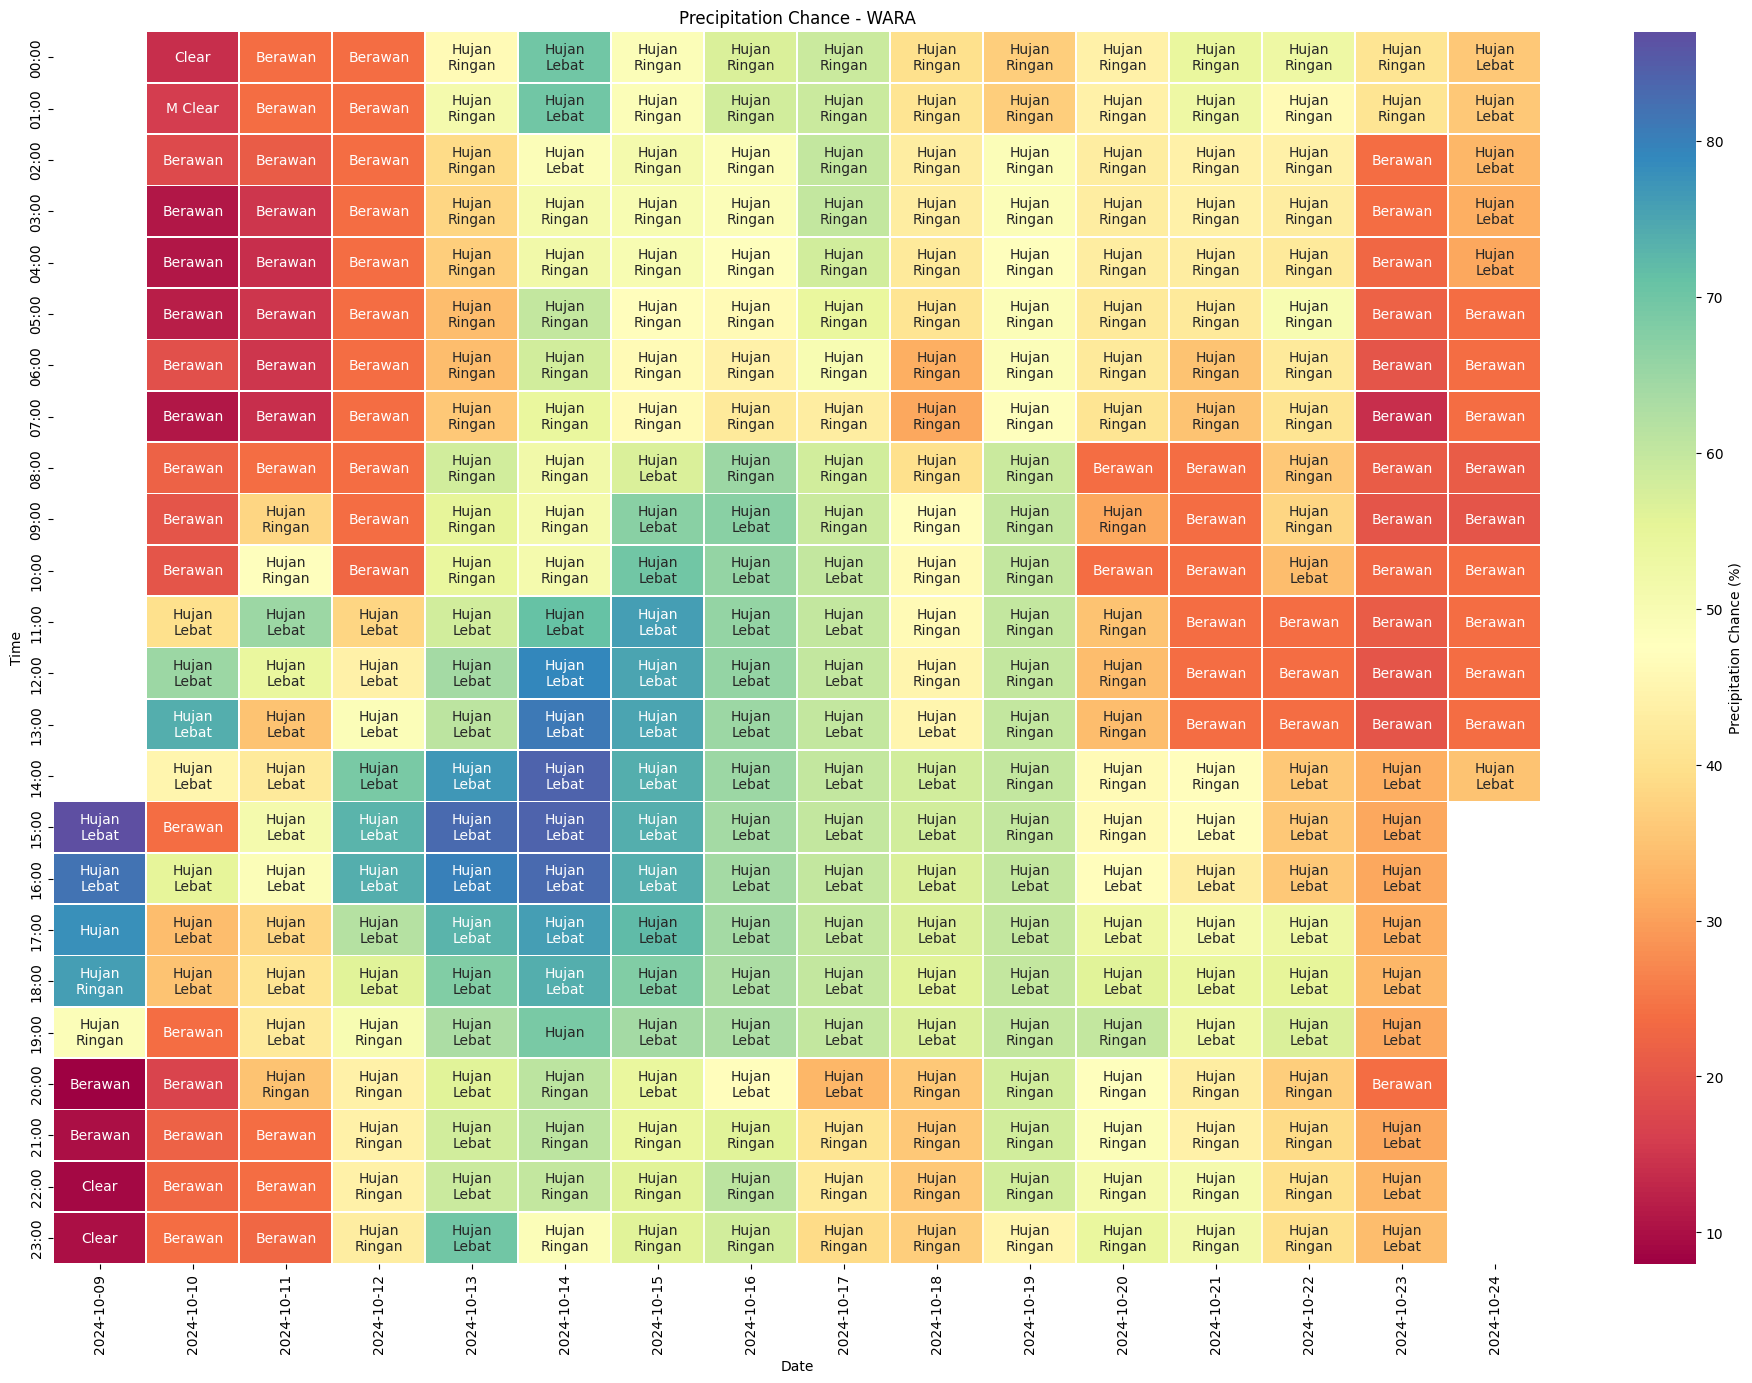 Precipitation Chance - WARA
00:00 Clear Berawan Berawan Hujan Ringan Hujan Lebat Hujan Ringan Hujan Ringan Hujan Ringan Hujan Ringan Hujan Ringan Hujan Ringan Hujan Ringan Hujan Ringan Hujan Ringan Hujan Lebat
01:00 M Clear Berawan Berawan Hujan Ringan Hujan Lebat Hujan Ringan Hujan Ringan Hujan Ringan Hujan Ringan Hujan Ringan Hujan Ringan Hujan Ringan Hujan Ringan Hujan Ringan Hujan Lebat
02:00 Berawan Berawan Berawan Hujan Ringan Hujan Lebat Hujan Ringan Hujan Ringan Hujan Ringan Hujan Ringan Hujan Ringan Hujan Ringan Hujan Ringan Hujan Ringan Berawan Hujan Lebat
03:00 Berawan Berawan Berawan Hujan Ringan Hujan Ringan Hujan Ringan Hujan Ringan Hujan Ringan Hujan Ringan Hujan Ringan Hujan Ringan Hujan Ringan Hujan Ringan Berawan Hujan Lebat
04:00 Berawan Berawan Berawan Hujan Ringan Hujan Ringan Hujan Ringan Hujan Ringan Hujan Ringan Hujan Ringan Hujan Ringan Hujan Ringan Hujan Ringan Hujan Ringan Berawan Hujan Lebat
05:00 Berawan Berawan Berawan Hujan Ringan Hujan Ringan Hujan Ringan Hujan Ringan Hujan Ringan Hujan Ringan Hujan Ringan Hujan Ringan Hujan Ringan Hujan Ringan Berawan Berawan
06:00 Berawan Berawan Berawan Hujan Ringan Hujan Ringan Hujan Ringan Hujan Ringan Hujan Ringan Hujan Ringan Hujan Ringan Hujan Ringan Hujan Ringan Hujan Ringan Berawan Berawan
07:00 Berawan Berawan Berawan Hujan Ringan Hujan Ringan Hujan Ringan Hujan Ringan Hujan Ringan Hujan Ringan Hujan Ringan Hujan Ringan Hujan Ringan Hujan Ringan Berawan Berawan
08:00 Berawan Berawan Berawan Hujan Ringan Hujan Ringan Hujan Lebat Hujan Ringan Hujan Ringan Hujan Ringan Hujan Ringan Berawan Berawan Hujan Ringan Berawan Berawan
09:00 Berawan Hujan Ringan Berawan Hujan Ringan Hujan Ringan Hujan Lebat Hujan Lebat Hujan Ringan Hujan Ringan Hujan Ringan Hujan Ringan Berawan Hujan Ringan Berawan Berawan
10:00 Berawan Hujan Ringan Berawan Hujan Ringan Hujan Ringan Hujan Lebat Hujan Lebat Hujan Lebat Hujan Ringan Hujan Ringan Berawan Berawan Hujan Lebat Berawan Berawan
11:00 Hujan Lebat Hujan Lebat Hujan Lebat Hujan Lebat Hujan Lebat Hujan Lebat Hujan Lebat Hujan Lebat Hujan Ringan Hujan Ringan Hujan Ringan Berawan Berawan Berawan Berawan
12:00 Hujan Lebat Hujan Lebat Hujan Lebat Hujan Lebat Hujan Lebat Hujan Lebat Hujan Lebat Hujan Lebat Hujan Ringan Hujan Ringan Hujan Ringan Berawan Berawan Berawan Berawan
13:00 Hujan Lebat Hujan Lebat Hujan Lebat Hujan Lebat Hujan Lebat Hujan Lebat Hujan Lebat Hujan Lebat Hujan Lebat Hujan Ringan Hujan Ringan Berawan Berawan Berawan Berawan
14:00 Hujan Lebat Hujan Lebat Hujan Lebat Hujan Lebat Hujan Lebat Hujan Lebat Hujan Lebat Hujan Lebat Hujan Lebat Hujan Ringan Hujan Ringan Hujan Ringan Hujan Lebat Hujan Lebat Hujan Lebat
15:00 Hujan Lebat Berawan Hujan Lebat Hujan Lebat Hujan Lebat Hujan Lebat Hujan Lebat Hujan Lebat Hujan Lebat Hujan Lebat Hujan Ringan Hujan Ringan Hujan Lebat Hujan Lebat Hujan Lebat
16:00 Hujan Lebat Hujan Lebat Hujan Lebat Hujan Lebat Hujan Lebat Hujan Lebat Hujan Lebat Hujan Lebat Hujan Lebat Hujan Lebat Hujan Lebat Hujan Lebat Hujan Lebat Hujan Lebat Hujan Lebat
17:00 Hujan Hujan Lebat Hujan Lebat Hujan Lebat Hujan Lebat Hujan Lebat Hujan Lebat Hujan Lebat Hujan Lebat Hujan Lebat Hujan Lebat Hujan Lebat Hujan Lebat Hujan Lebat Hujan Lebat
18:00 Hujan Ringan Hujan Lebat Hujan Lebat Hujan Lebat Hujan Lebat Hujan Lebat Hujan Lebat Hujan Lebat Hujan Lebat Hujan Lebat Hujan Lebat Hujan Lebat Hujan Lebat Hujan Lebat Hujan Lebat
19:00 Hujan Ringan Berawan Hujan Lebat Hujan Ringan Hujan Lebat Hujan Hujan Lebat Hujan Lebat Hujan Lebat Hujan Lebat Hujan Ringan Hujan Ringan Hujan Lebat Hujan Lebat Hujan Lebat
20:00 Berawan Berawan Hujan Ringan Hujan Ringan Hujan Lebat Hujan Ringan Hujan Lebat Hujan Lebat Hujan Lebat Hujan Ringan Hujan Ringan Hujan Ringan Hujan Ringan Hujan Ringan Berawan
21:00 Berawan Berawan Berawan Hujan Ringan Hujan Lebat Hujan Ringan Hujan Ringan Hujan Ringan Hujan Ringan Hujan Ringan Hujan Ringan Hujan Ringan Hujan Ringan Hujan Ringan Hujan Lebat
22:00 Clear Berawan Berawan Hujan Ringan Hujan Lebat Hujan Ringan Hujan Ringan Hujan Ringan Hujan Ringan Hujan Ringan Hujan Ringan Hujan Ringan Hujan Ringan Hujan Ringan Hujan Lebat
23:00 Clear Berawan Berawan Hujan Ringan Hujan Lebat Hujan Ringan Hujan Ringan Hujan Ringan Hujan Ringan Hujan Ringan Hujan Ringan Hujan Ringan Hujan Ringan Hujan Ringan Hujan Lebat
Time
2024-10-09 2024-10-10 2024-10-11 2024-10-12 2024-10-13 2024-10-14 2024-10-15 2024-10-16 2024-10-17 2024-10-18 2024-10-19 2024-10-20 2024-10-21 2024-10-22 2024-10-23 2024-10-24
Date
80
70
60
50
40
30
20
10
Precipitation Chance (%)